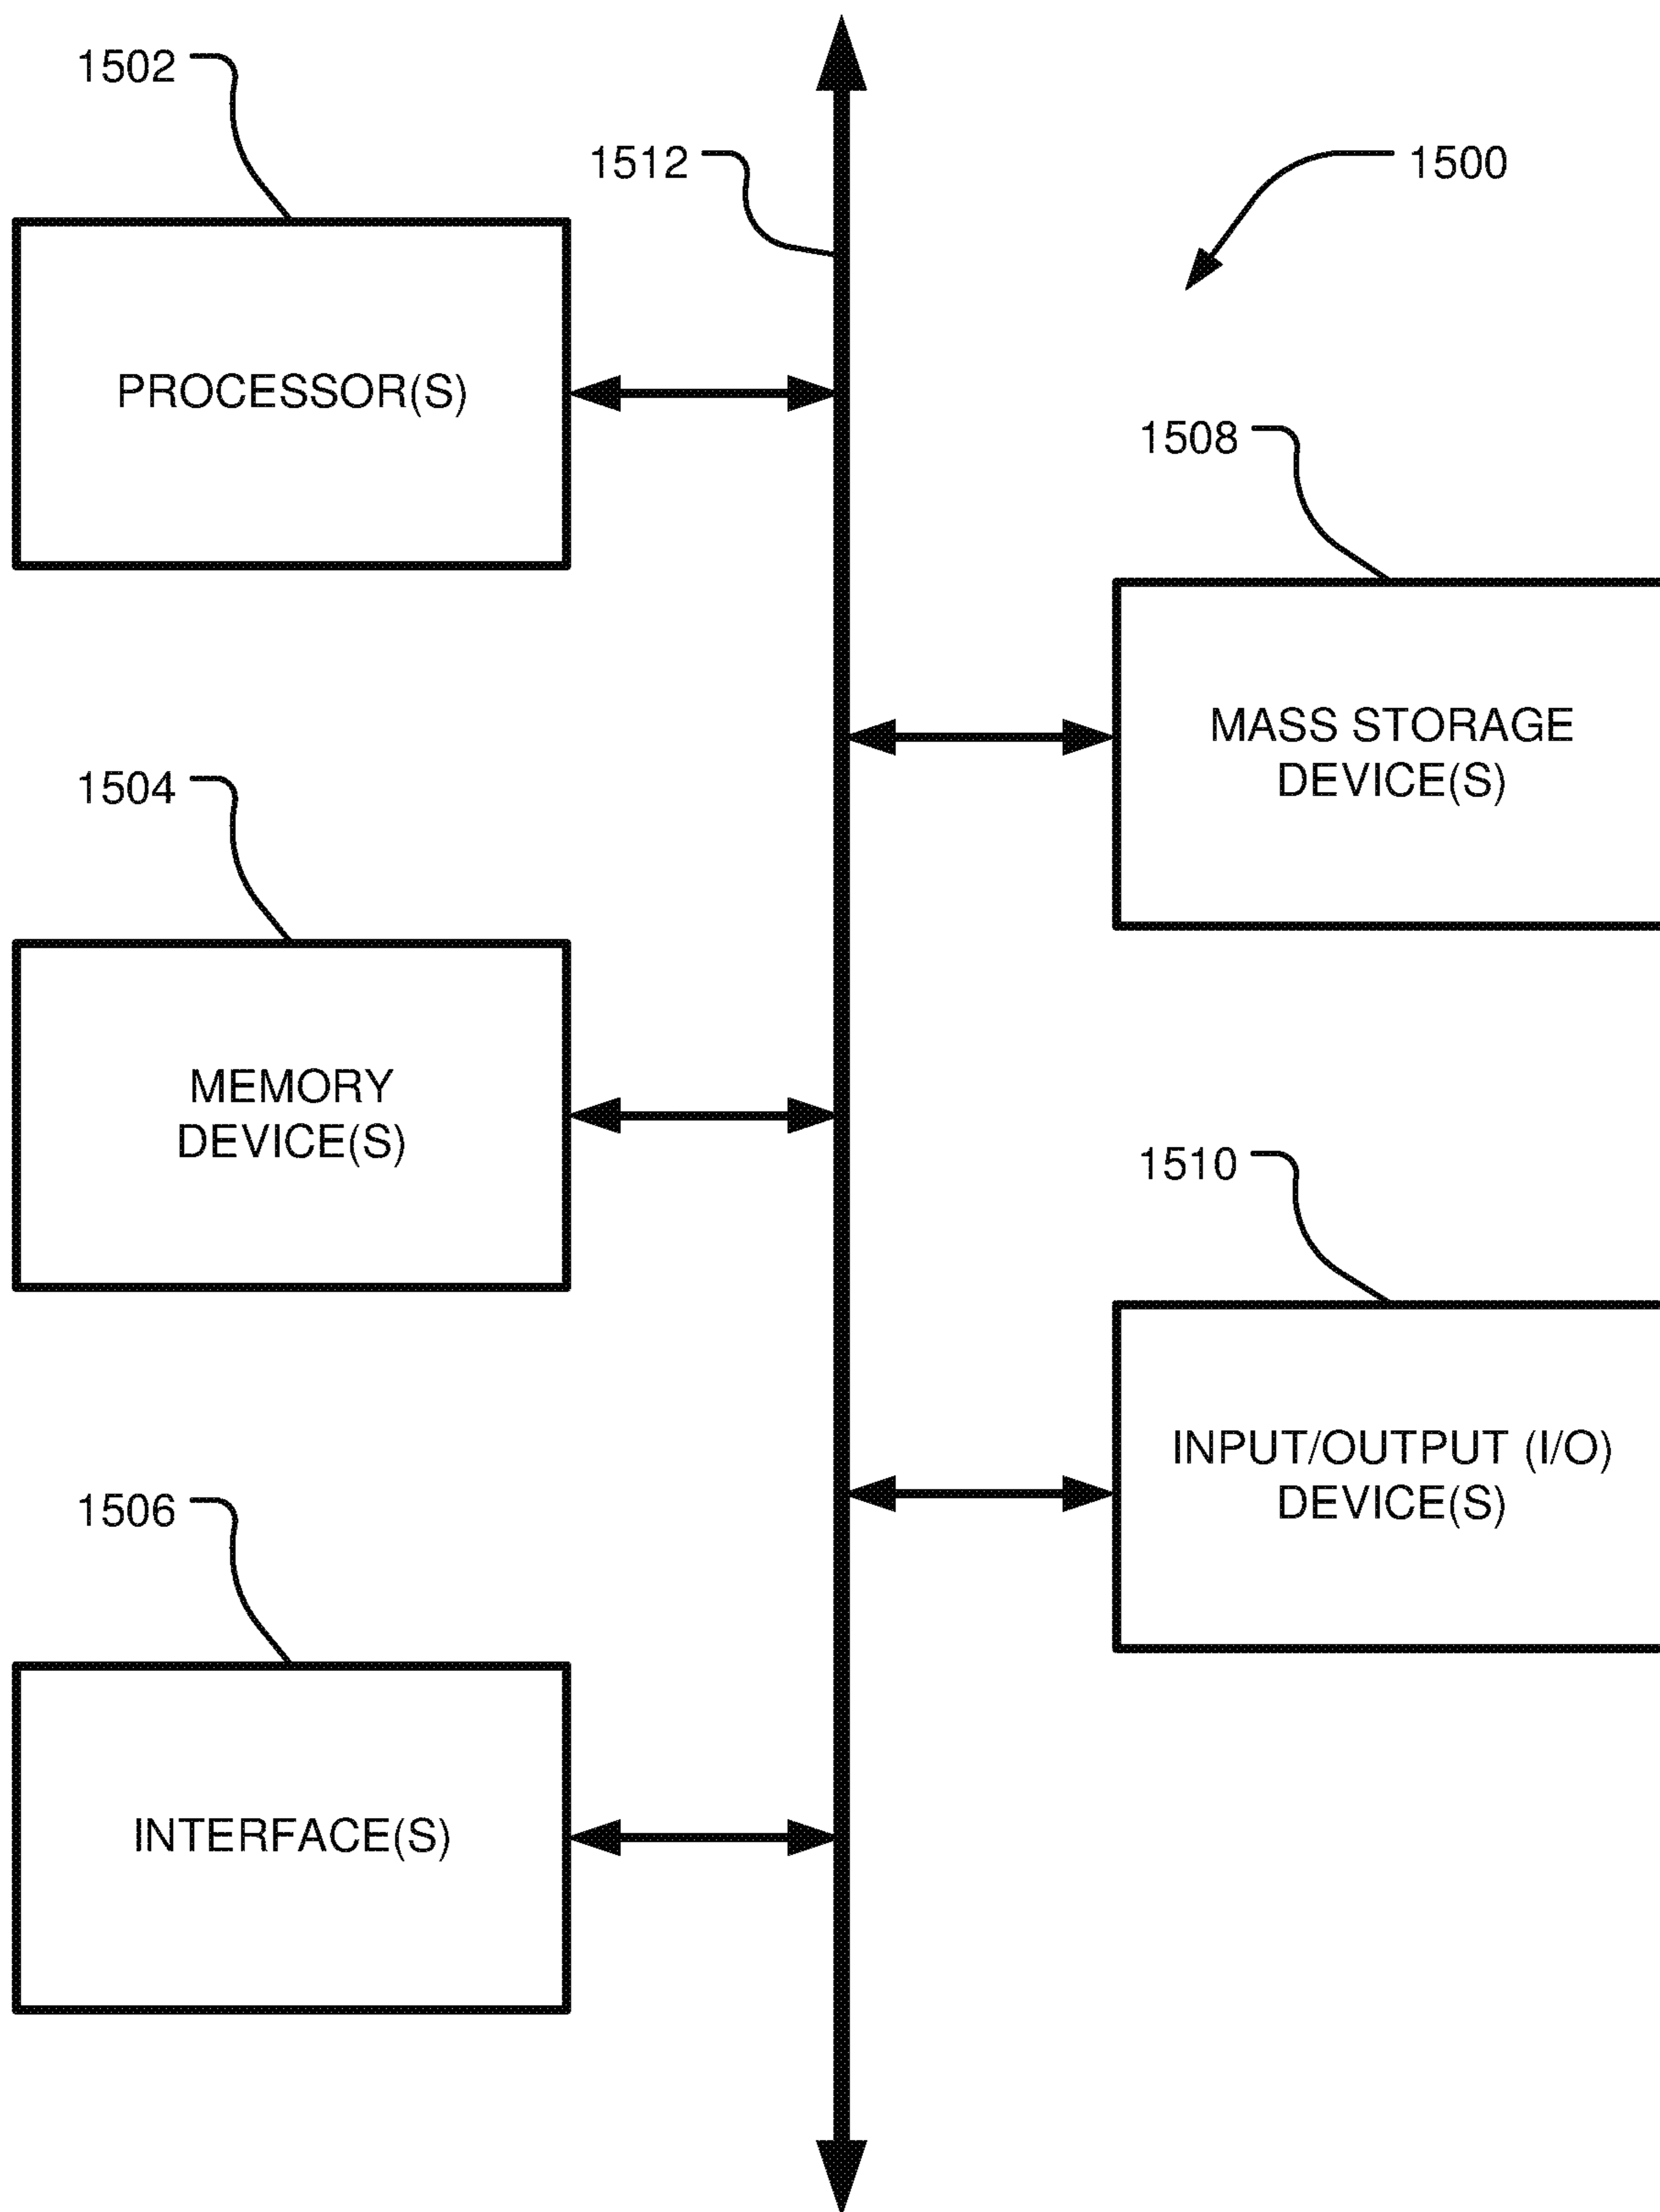 1502
1512
1500
PROCESSOR(S)
1508
MASS STORAGE
DEVICE(S)
1504
MEMORY
DEVICE(S)
1510
INPUT/OUTPUT (I/O)
DEVICE(S)
1506
INTERFACE(S)